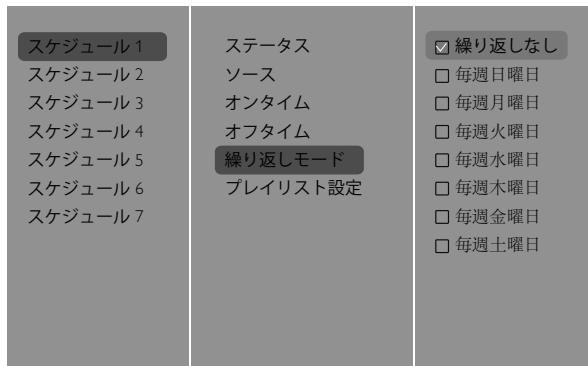 スケジュール 1
スケジュール 2
スケジュール 3
スケジュール 4
スケジュール 5
スケジュール 6
スケジュール 7
ステータス
ソース
オンタイム
オフタイム
繰り返しモード
プレイリスト設定
繰り返しなし
毎週日曜日
毎週月曜日
毎週火曜日
毎週水曜日
毎週木曜日
毎週金曜日
毎週土曜日